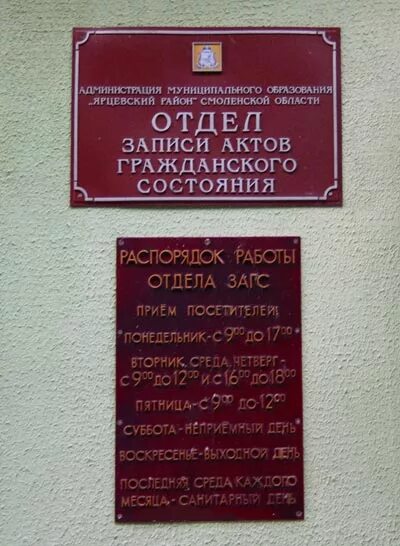 АДМИНИСТРАЦИЯ МУНИЦИПАЛЬНОГО ОБРАЗОВАНИЯ
„ЯРЦЕВСКИЙ РАЙОН" СМОЛЕНСКОЙ ОБЛАСТИ
ОТДЕЛ
ЗАПИСИ АКТОВ
ГРАЖДАНСКОГО
СОСТОЯНИЯ
РАСПОРЯДОК РАБОТЫ
ОТДЕЛА ЗАГС
ПРИЁМ ПОСЕТИТЕЛЕЙ:
ПОНЕДЕЛЬНИК - С 9⁰⁰ ДО 17⁰⁰
ВТОРНИК, СРЕДА, ЧЕТВЕРГ -
С 9⁰⁰ ДО 12⁰⁰ И С 16⁰⁰ ДО 18⁰⁰
ПЯТНИЦА - С 9⁰⁰ ДО 12⁰⁰
СУББОТА - НЕПРИЁМНЫЙ ДЕНЬ
ВОСКРЕСЕНЬЕ - ВЫХОДНОЙ ДЕНЬ
ПОСЛЕДНЯЯ СРЕДА КАЖДОГО
МЕСЯЦА - САНИТАРНЫЙ ДЕНЬ